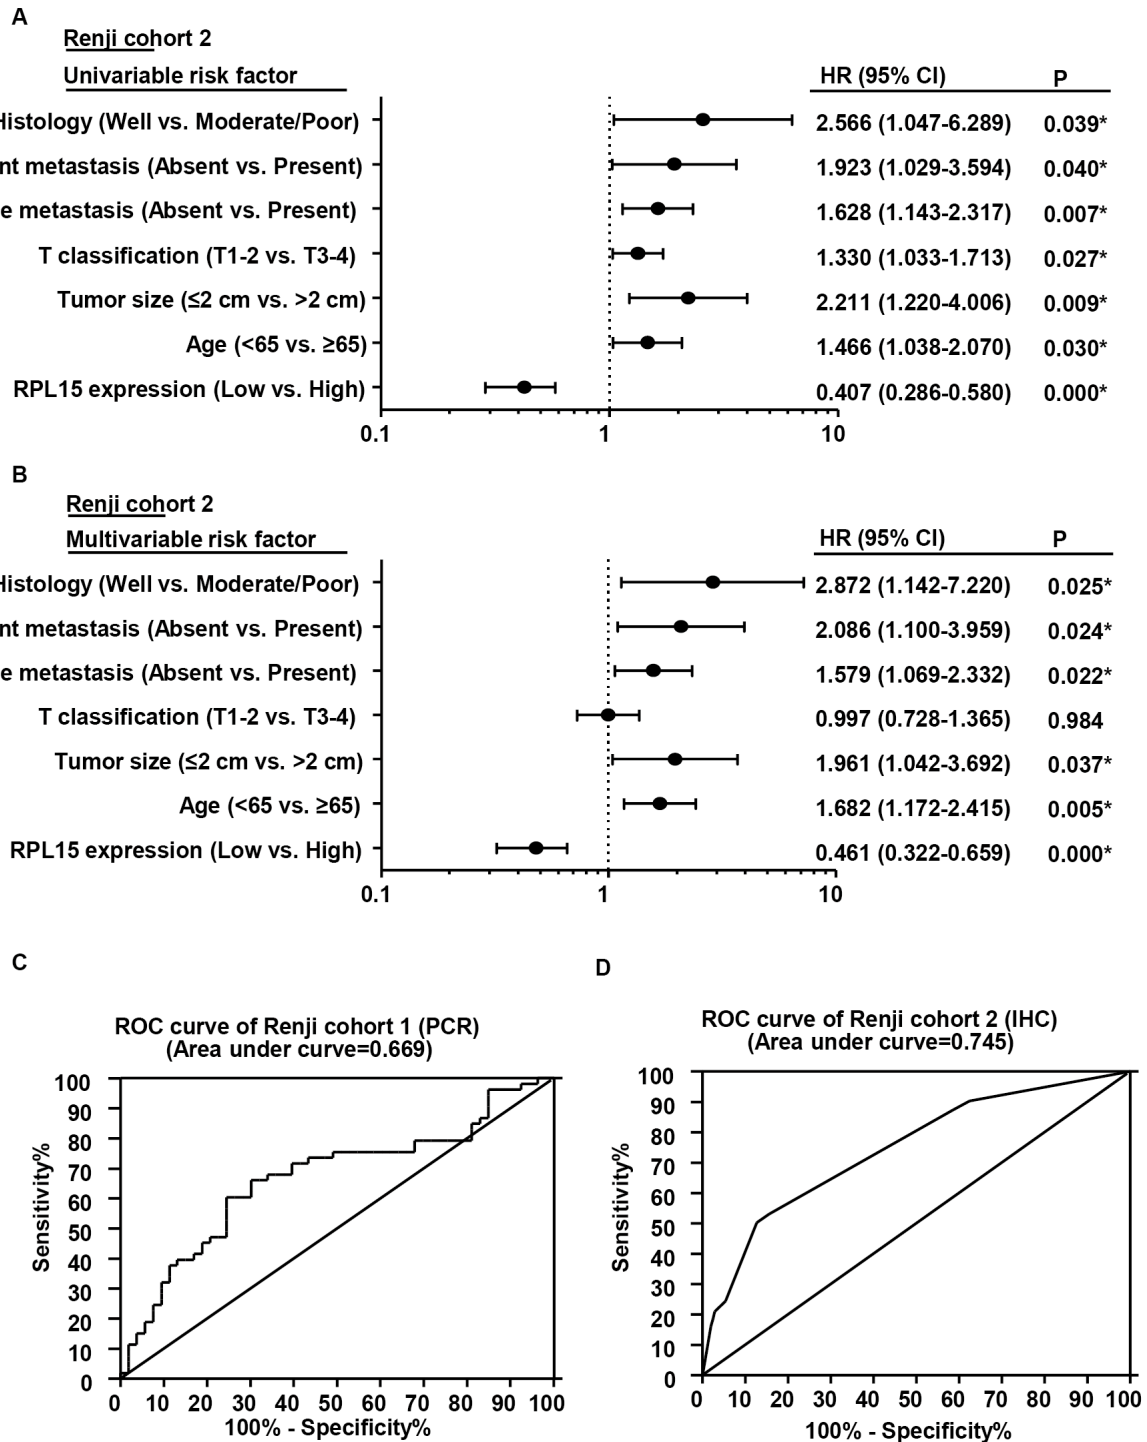 A
Renji cohort 2
Univariable risk factor HR (95% CI) P
Histology (Well vs. Moderate/Poor) 2.566 (1.047-6.289) 0.039*
nt metastasis (Absent vs. Present) 1.923 (1.029-3.594) 0.040*
e metastasis (Absent vs. Present) 1.628 (1.143-2.317) 0.007*
T classification (T1-2 vs. T3-4) 1.330 (1.033-1.713) 0.027*
Tumor size (≤2 cm vs. >2 cm) 2.211 (1.220-4.006) 0.009*
Age (<65 vs. ≥65) 1.466 (1.038-2.070) 0.030*
RPL15 expression (Low vs. High) 0.407 (0.286-0.580) 0.000*
0.1 1 10
B
Renji cohort 2
Multivariable risk factor HR (95% CI) P
Histology (Well vs. Moderate/Poor) 2.872 (1.142-7.220) 0.025*
nt metastasis (Absent vs. Present) 2.086 (1.100-3.959) 0.024*
e metastasis (Absent vs. Present) 1.579 (1.069-2.332) 0.022*
T classification (T1-2 vs. T3-4) 0.997 (0.728-1.365) 0.984
Tumor size (≤2 cm vs. >2 cm) 1.961 (1.042-3.692) 0.037*
Age (<65 vs. ≥65) 1.682 (1.172-2.415) 0.005*
RPL15 expression (Low vs. High) 0.461 (0.322-0.659) 0.000*
0.1 1 10
C
ROC curve of Renji cohort 1 (PCR)
(Area under curve=0.669)
Sensitivity%
100
90
80
70
60
50
40
30
20
10
0
0 10 20 30 40 50 60 70 80 90 100
100% - Specificity%
D
ROC curve of Renji cohort 2 (IHC)
(Area under curve=0.745)
Sensitivity%
100
90
80
70
60
50
40
30
20
10
0
0 10 20 30 40 50 60 70 80 90 100
100% - Specificity%